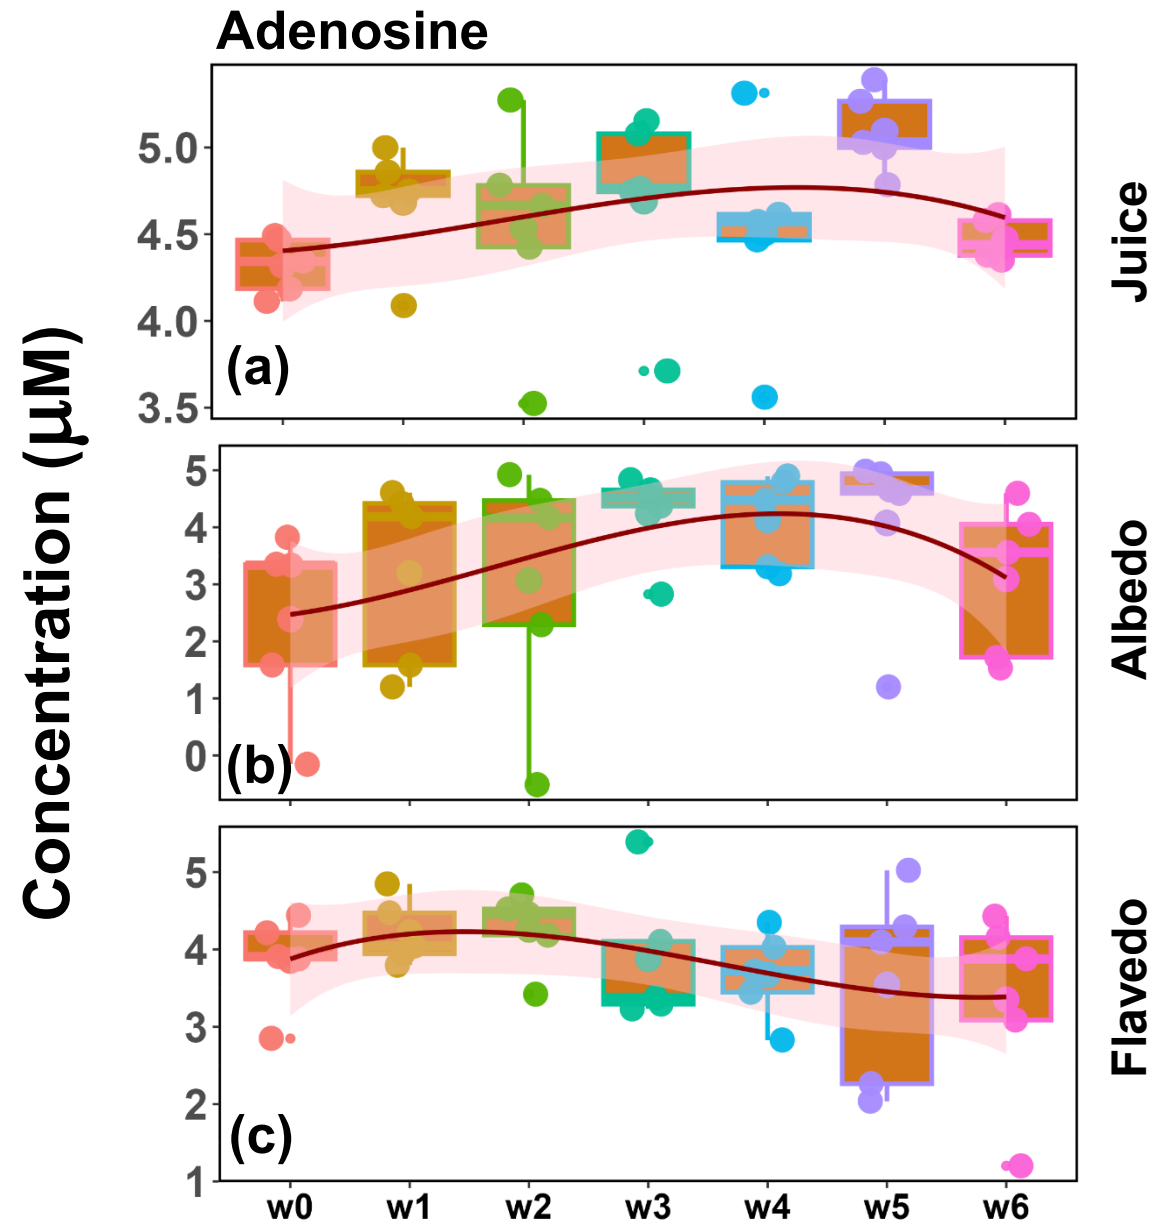 Adenosine
Concentration (μM)
5.0
4.5
4.0
3.5
(a)
Juice
5
4
3
2
1
0
(b)
Albedo
5
4
3
2
1
(c)
Flavedo
w0 w1 w2 w3 w4 w5 w6